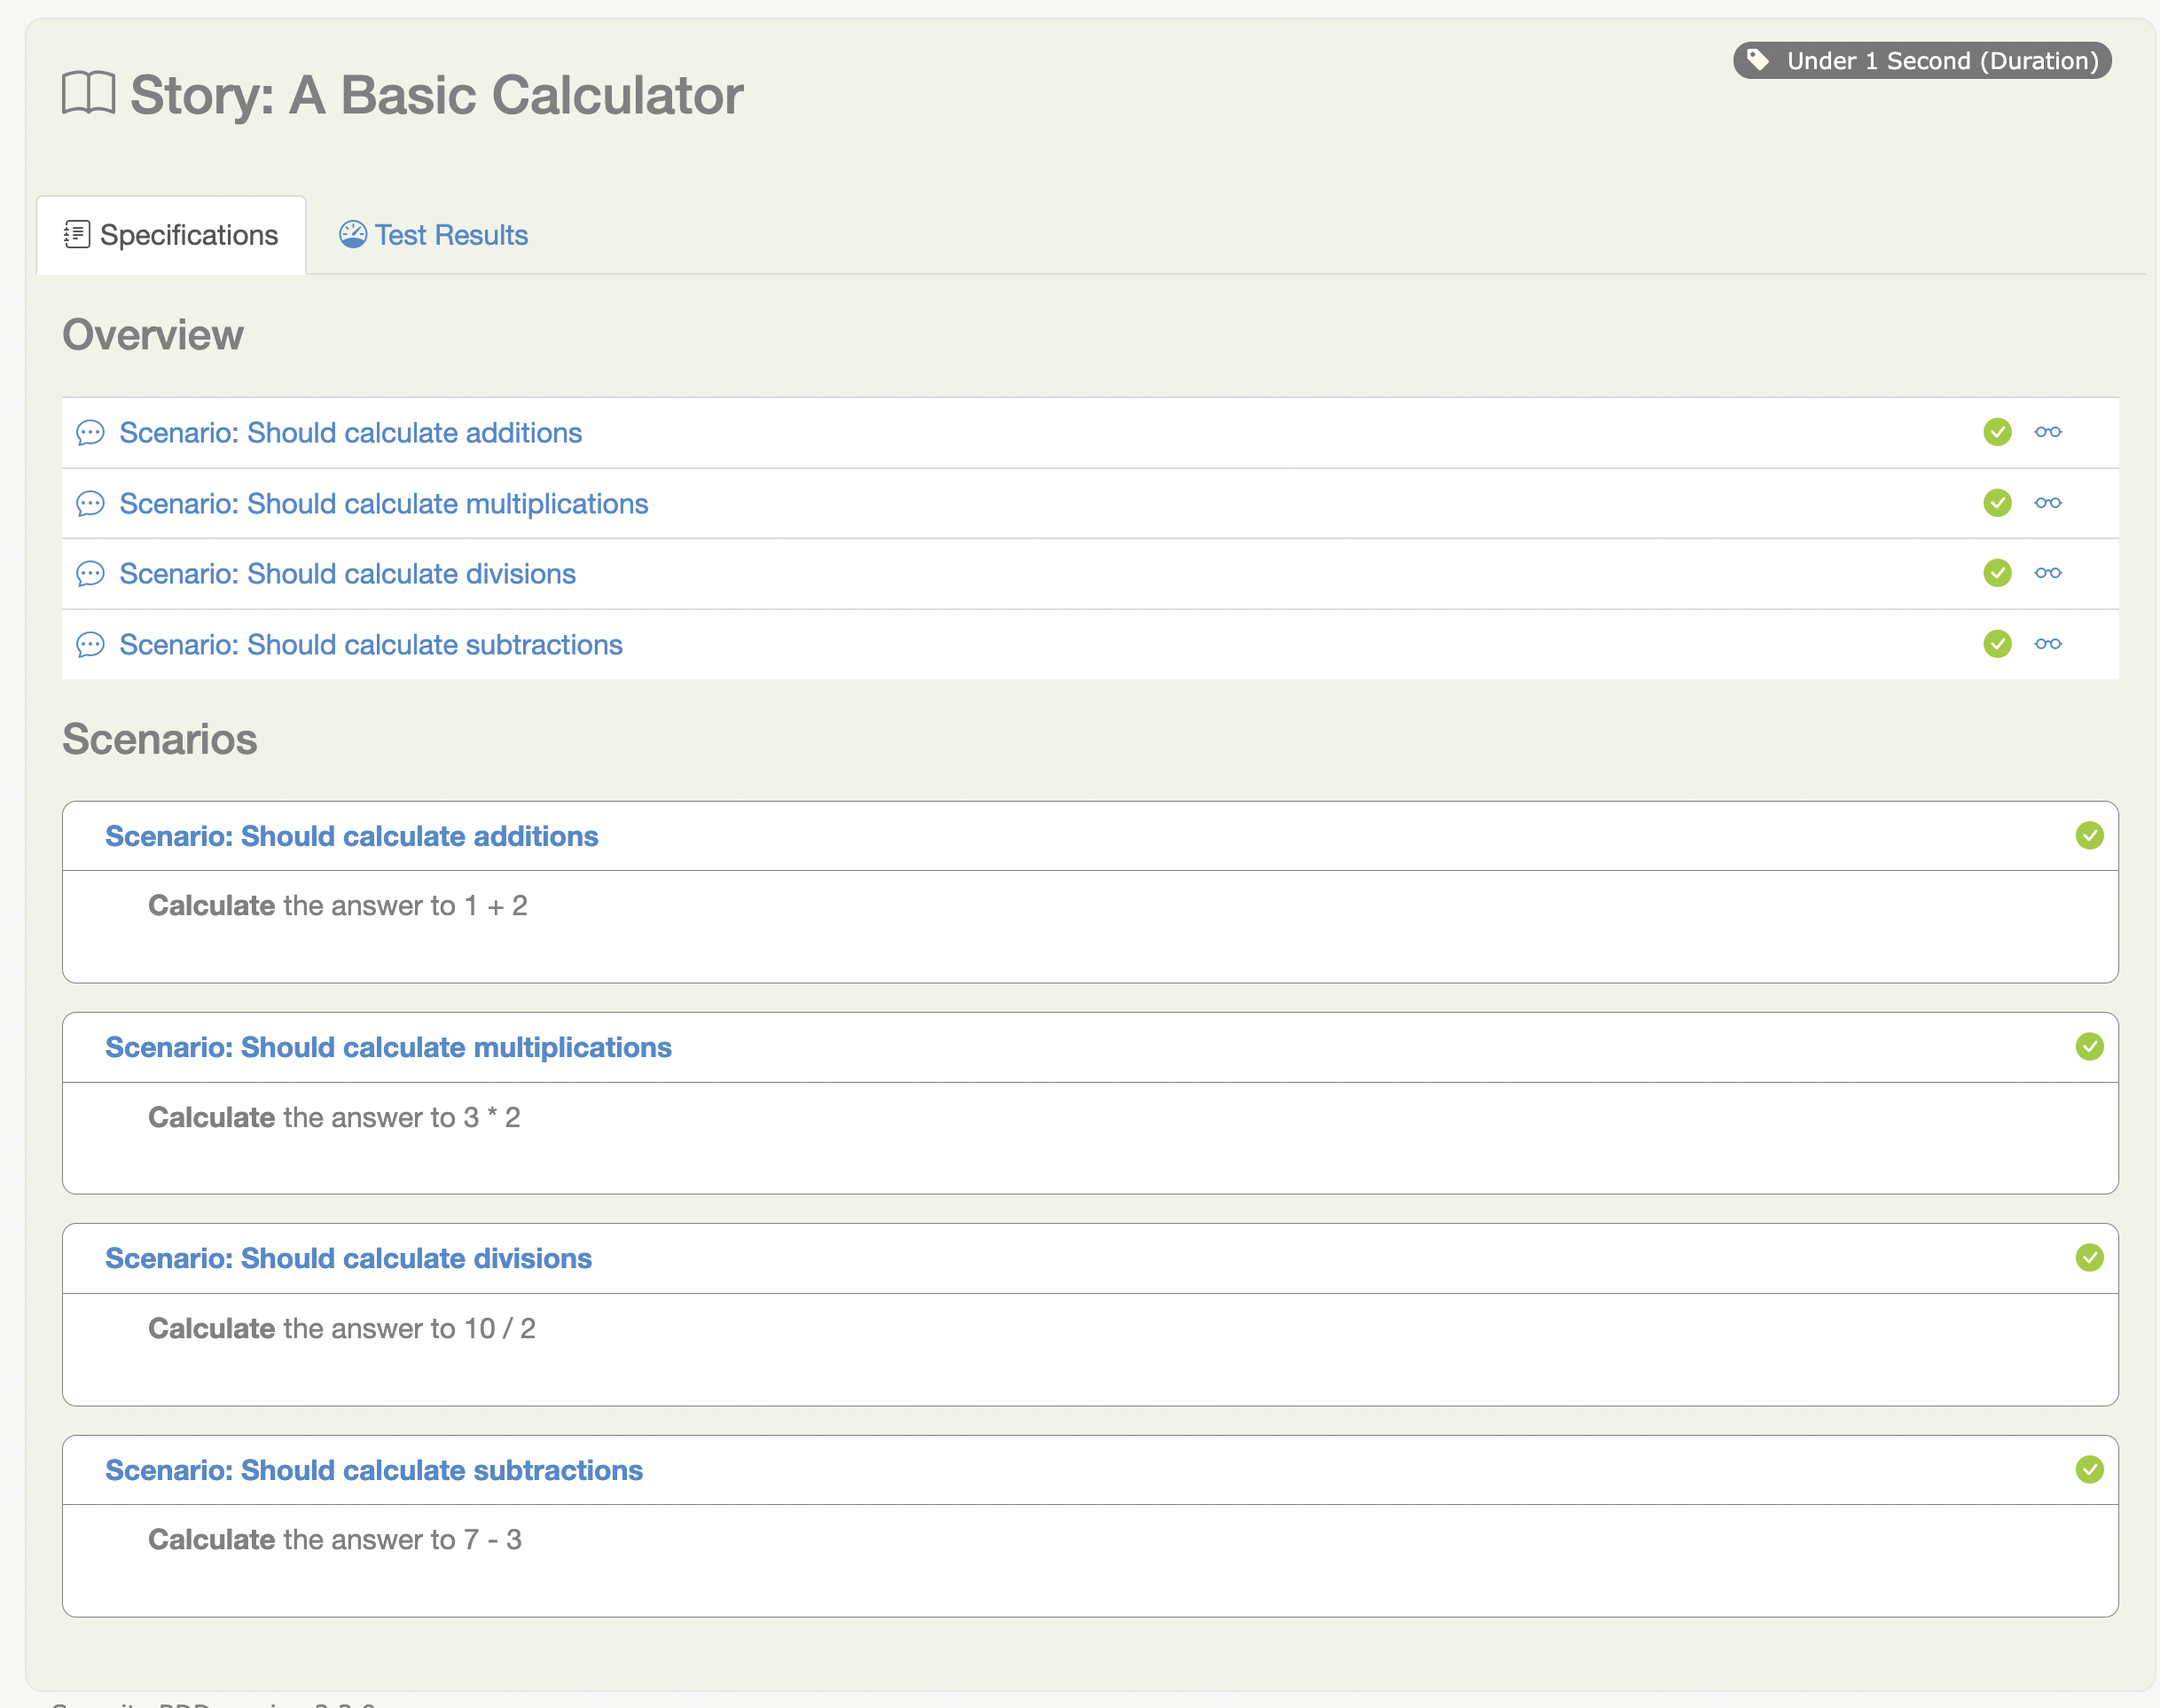 Under 1 Second (Duration)
Story: A Basic Calculator
Specifications
Test Results
Overview
Scenario: Should calculate additions
Scenario: Should calculate multiplications
Scenario: Should calculate divisions
Scenario: Should calculate subtractions
Scenarios
Scenario: Should calculate additions
Calculate the answer to 1 + 2
Scenario: Should calculate multiplications
Calculate the answer to 3 * 2
Scenario: Should calculate divisions
Calculate the answer to 10 / 2
Scenario: Should calculate subtractions
Calculate the answer to 7 - 3